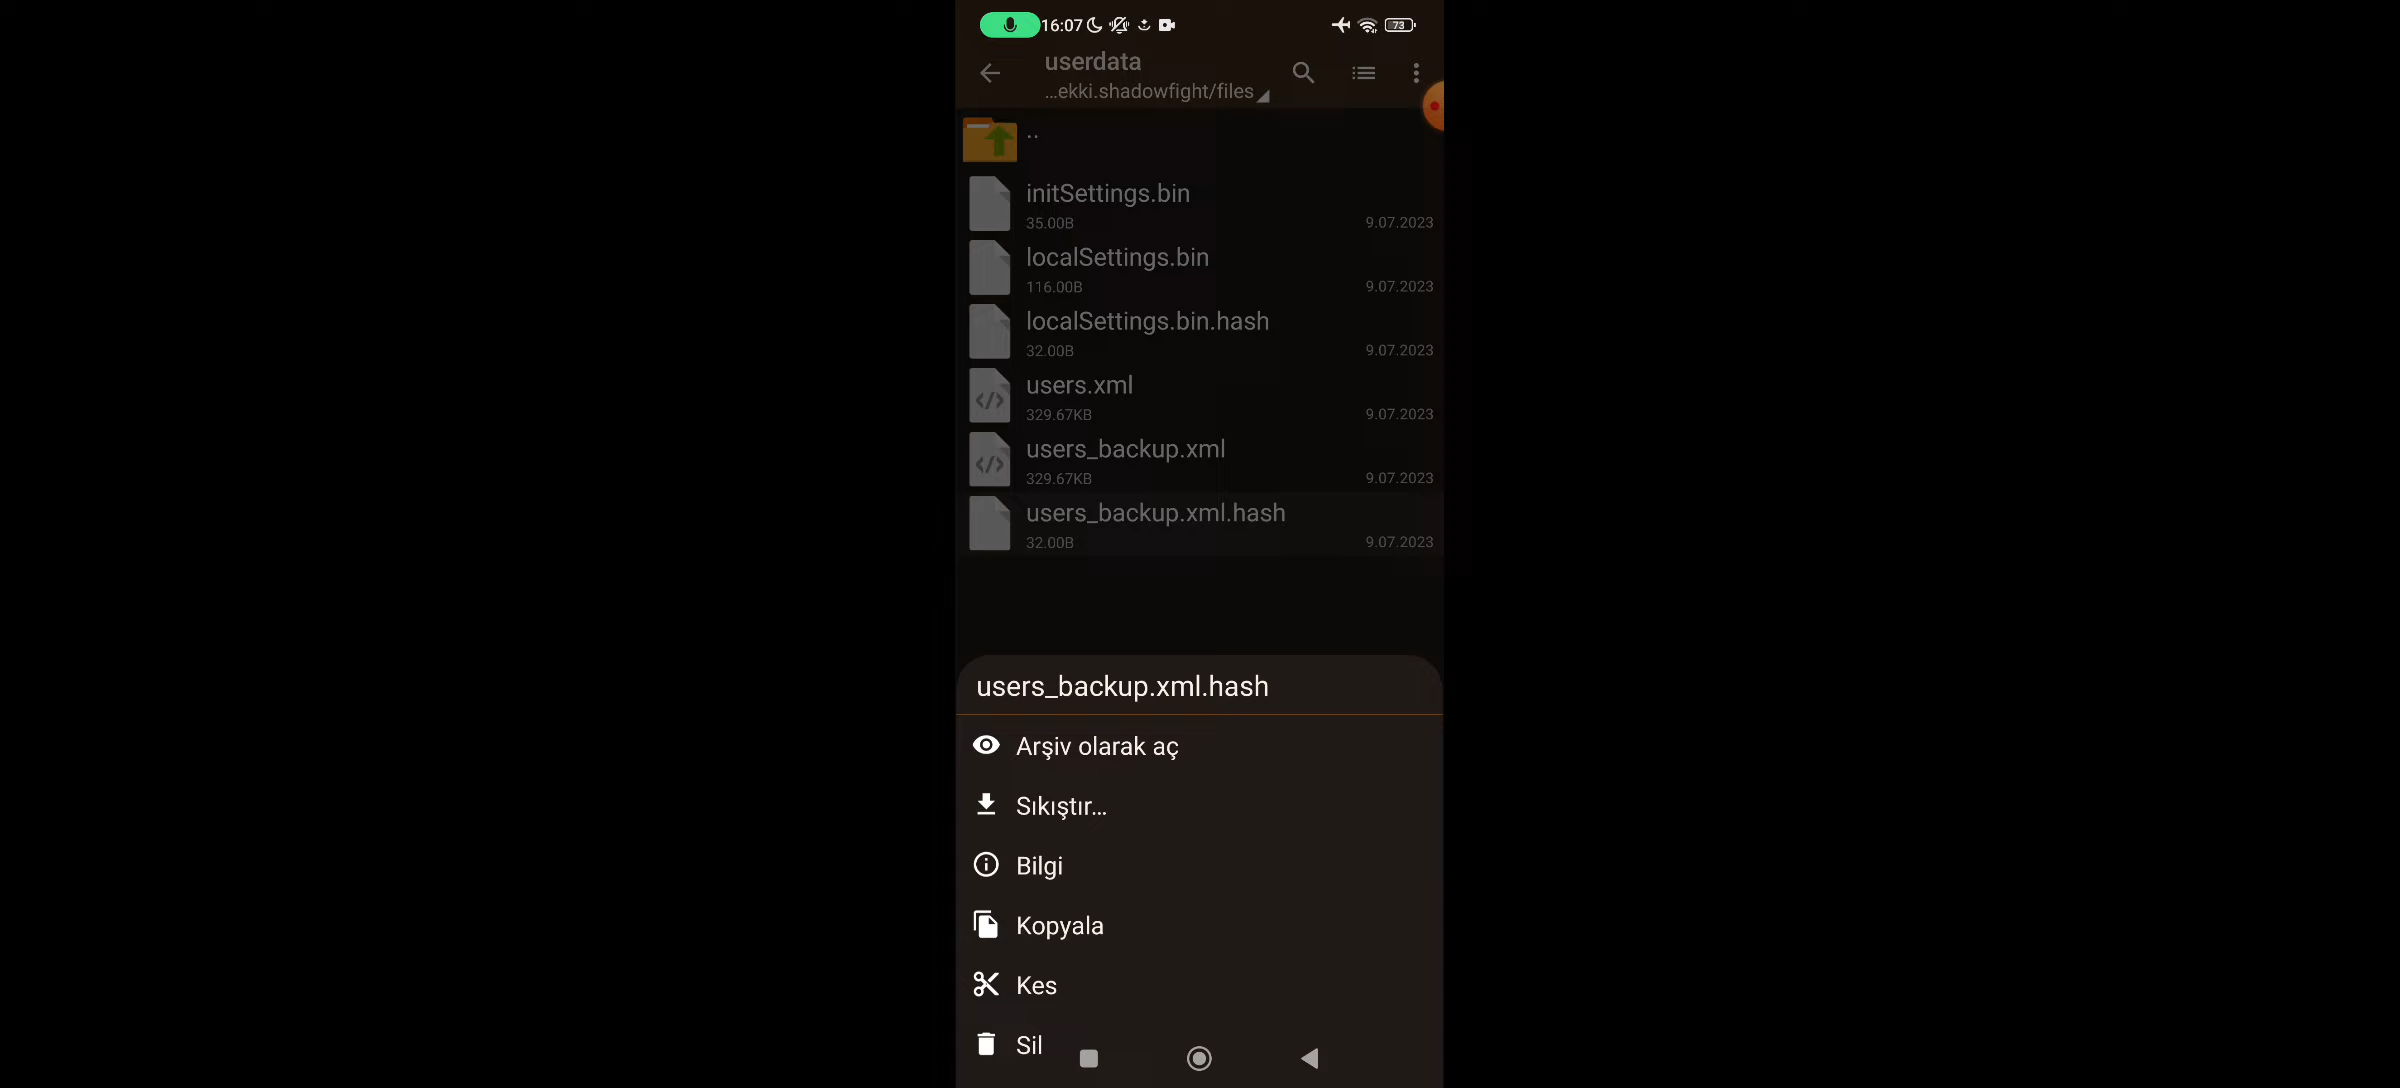 16:07
73
userdata
...ekki.shadowfight/files
..
initSettings.bin
35.00B
9.07.2023
localSettings.bin
116.00B
9.07.2023
localSettings.bin.hash
32.00B
9.07.2023
users.xml
329.67KB
9.07.2023
users_backup.xml
329.67KB
9.07.2023
users_backup.xml.hash
32.00B
9.07.2023
users_backup.xml.hash
Arşiv olarak aç
Sıkıştır...
Bilgi
Kopyala
Kes
Sil